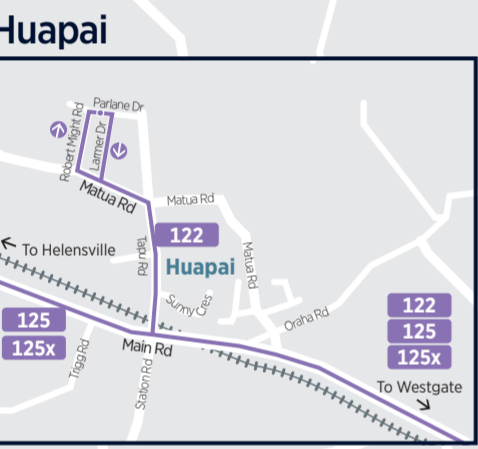 Huapai
Parlane Dr
Robert Might Rd
Larmer Dr
Matua Rd
Matua Rd
122
To Helensville
Tapu Rd
Huapai
Matua Rd
Sunny Cres
125
125x
Oraha Rd
122
125
125x
Main Rd
Trigg Rd
Station Rd
To Westgate